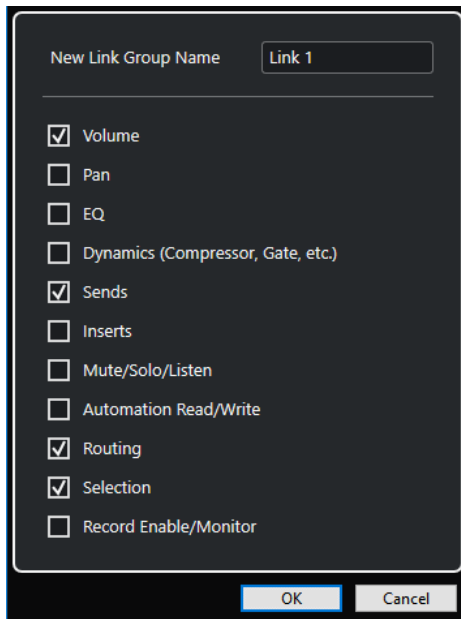 New Link Group Name Link 1
Volume
Pan
EQ
Dynamics (Compressor, Gate, etc.)
Sends
Inserts
Mute/Solo/Listen
Automation Read/Write
Routing
Selection
Record Enable/Monitor
OK Cancel